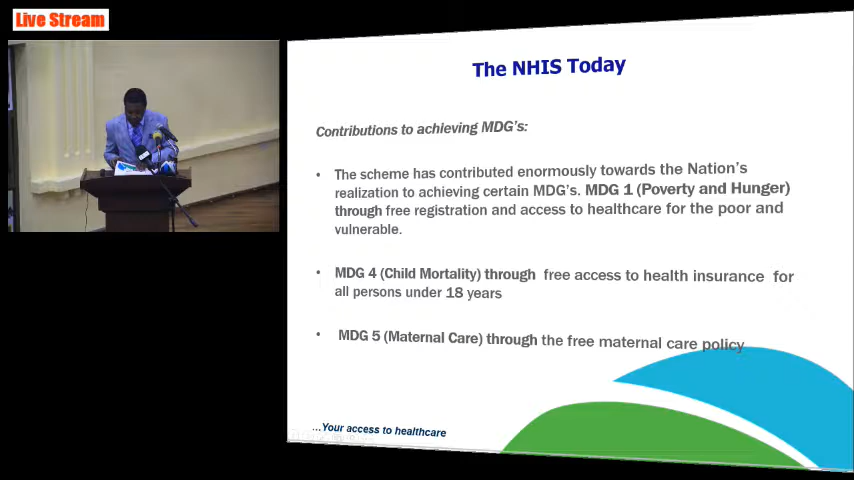 Live Stream
The NHIS Today
Contributions to achieving MDG's:
• The scheme has contributed enormously towards the Nation's
realization to achieving certain MDG's. MDG 1 (Poverty and Hunger)
through free registration and access to healthcare for the poor and
vulnerable.
• MDG 4 (Child Mortality) through free access to health insurance for
all persons under 18 years
• MDG 5 (Maternal Care) through the free maternal care policy
...Your access to healthcare